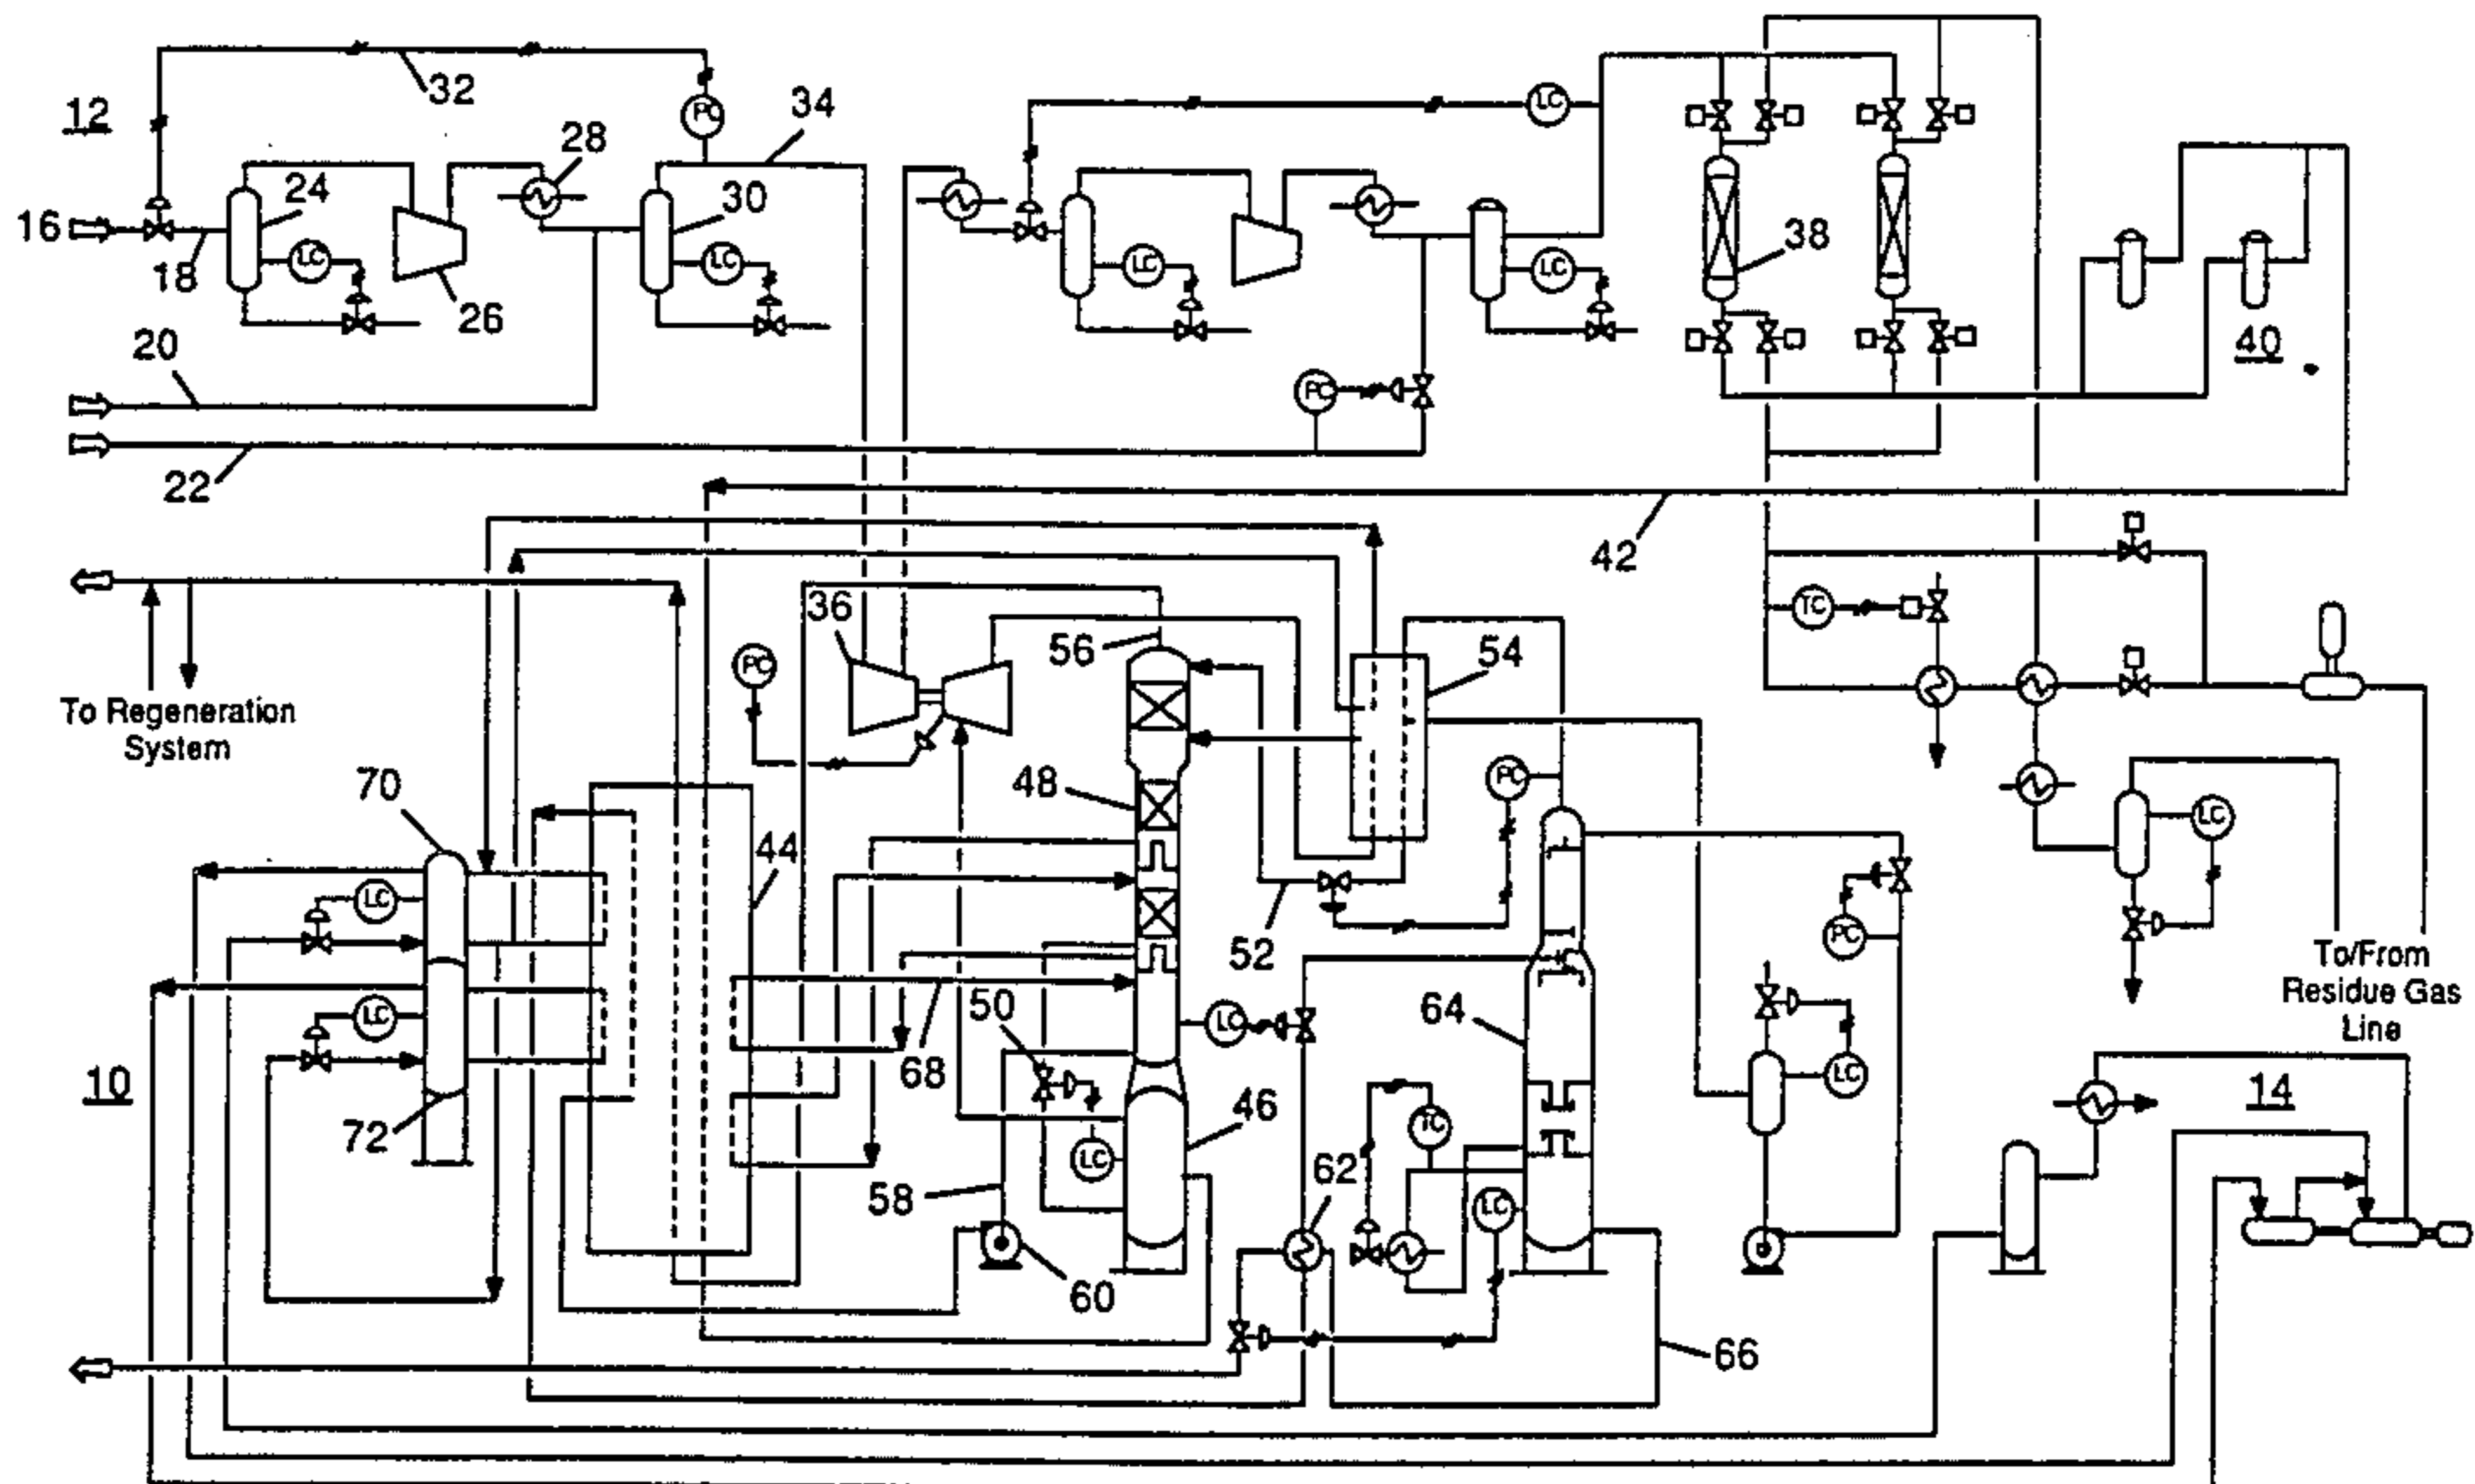 32
12
PC
34
LC
28
24
30
16
LC
LC
LC
LC
38
18
26
20
40
PC
22
42
36
56
54
TC
PC
To Regeneration
System
70
48
PC
44
LC
LC
52
PC
To/From
Residue Gas
Line
50
LC
64
LC
68
10
LC
14
46
TC
72
LC
62
58
LC
60
66